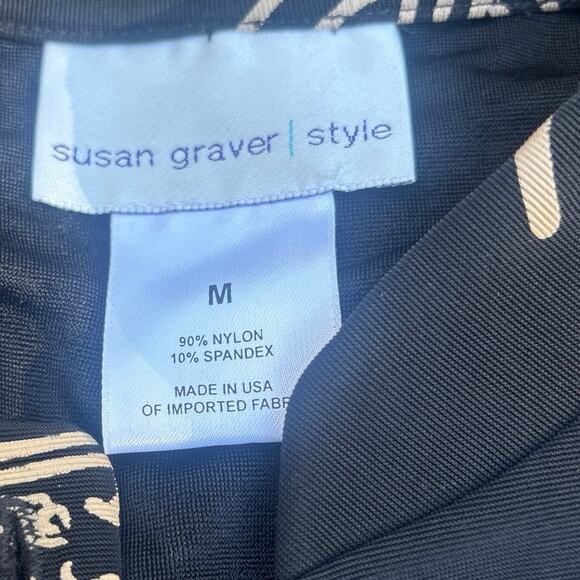 susan graver | style
M
90% NYLON
10% SPANDEX
MADE IN USA
OF IMPORTED FABR